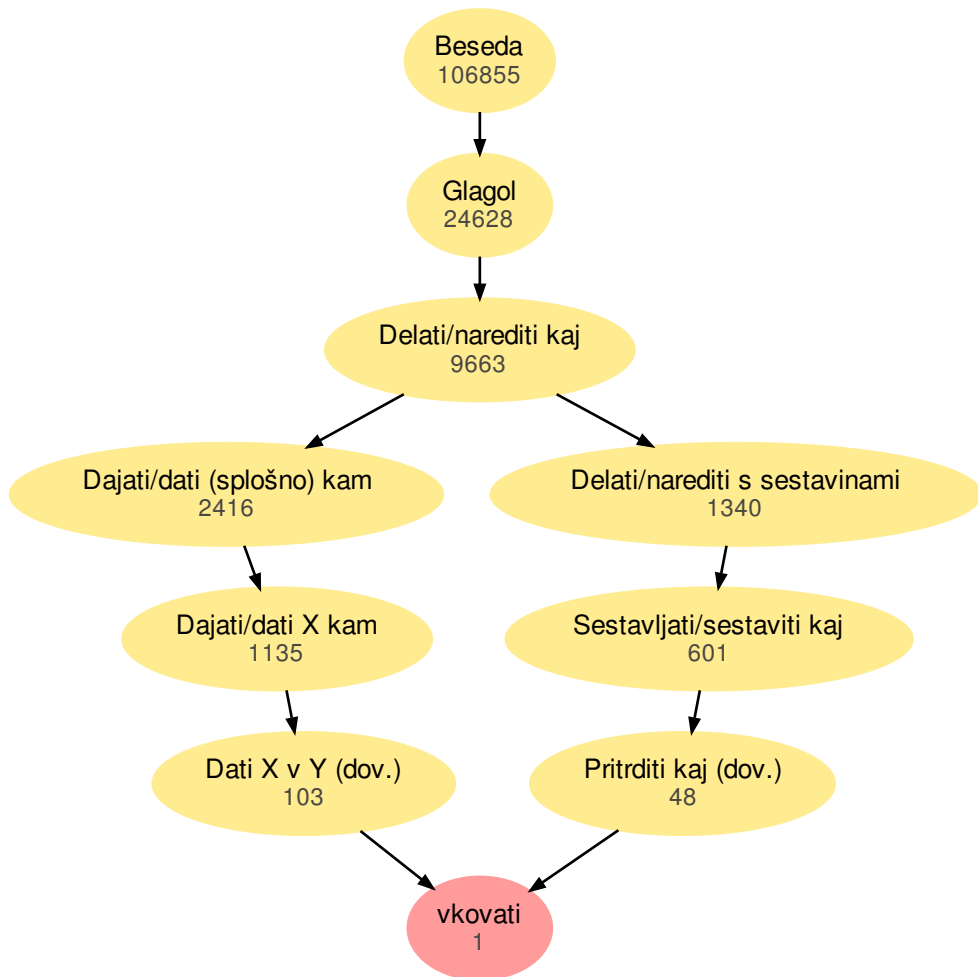 Beseda
106855
Glagol
24628
Delati/narediti kaj
9663
Dajati/dati (splošno) kam
2416
Delati/narediti s sestavinami
1340
Dajati/dati X kam
1135
Sestavljati/sestaviti kaj
601
Dati X v Y (dov.)
103
Pritrditi kaj (dov.)
48
vkovati
1